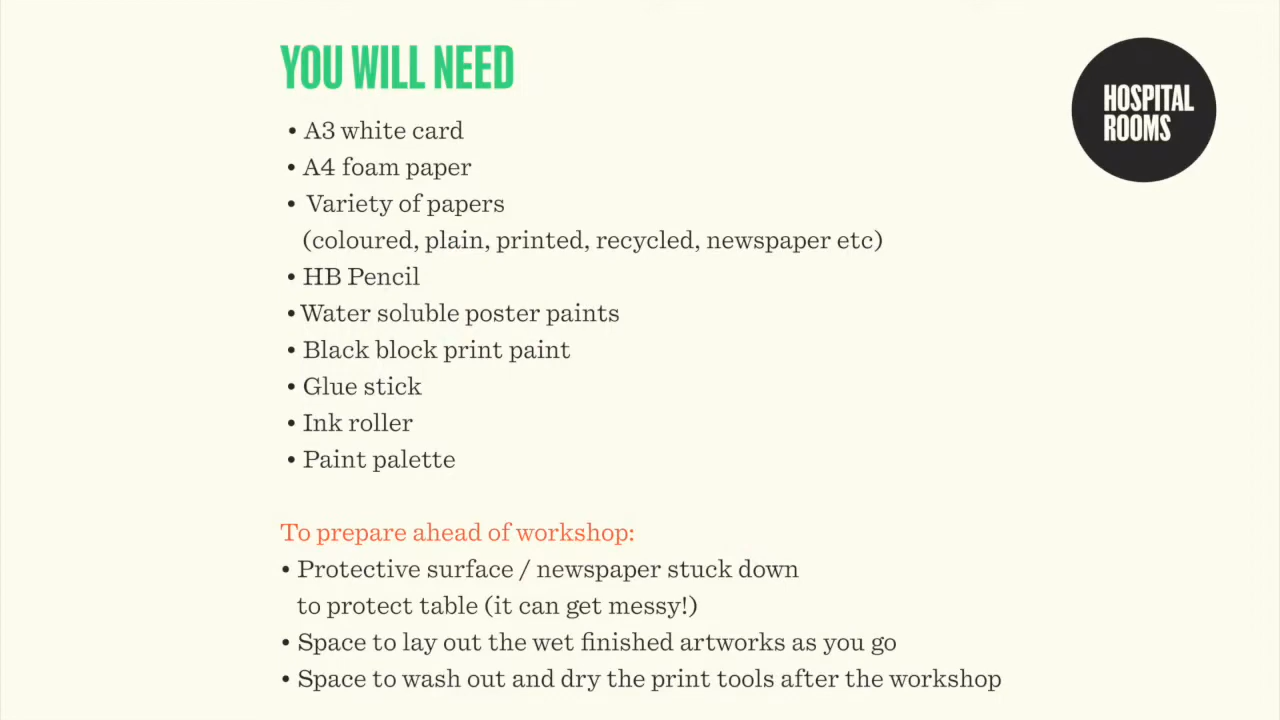 YOU WILL NEED
HOSPITAL
ROOMS
• A3 white card
• A4 foam paper
• Variety of papers
(coloured, plain, printed, recycled, newspaper etc)
• HB Pencil
• Water soluble poster paints
• Black block print paint
• Glue stick
• Ink roller
• Paint palette
To prepare ahead of workshop:
• Protective surface / newspaper stuck down
to protect table (it can get messy!)
• Space to lay out the wet finished artworks as you go
• Space to wash out and dry the print tools after the workshop